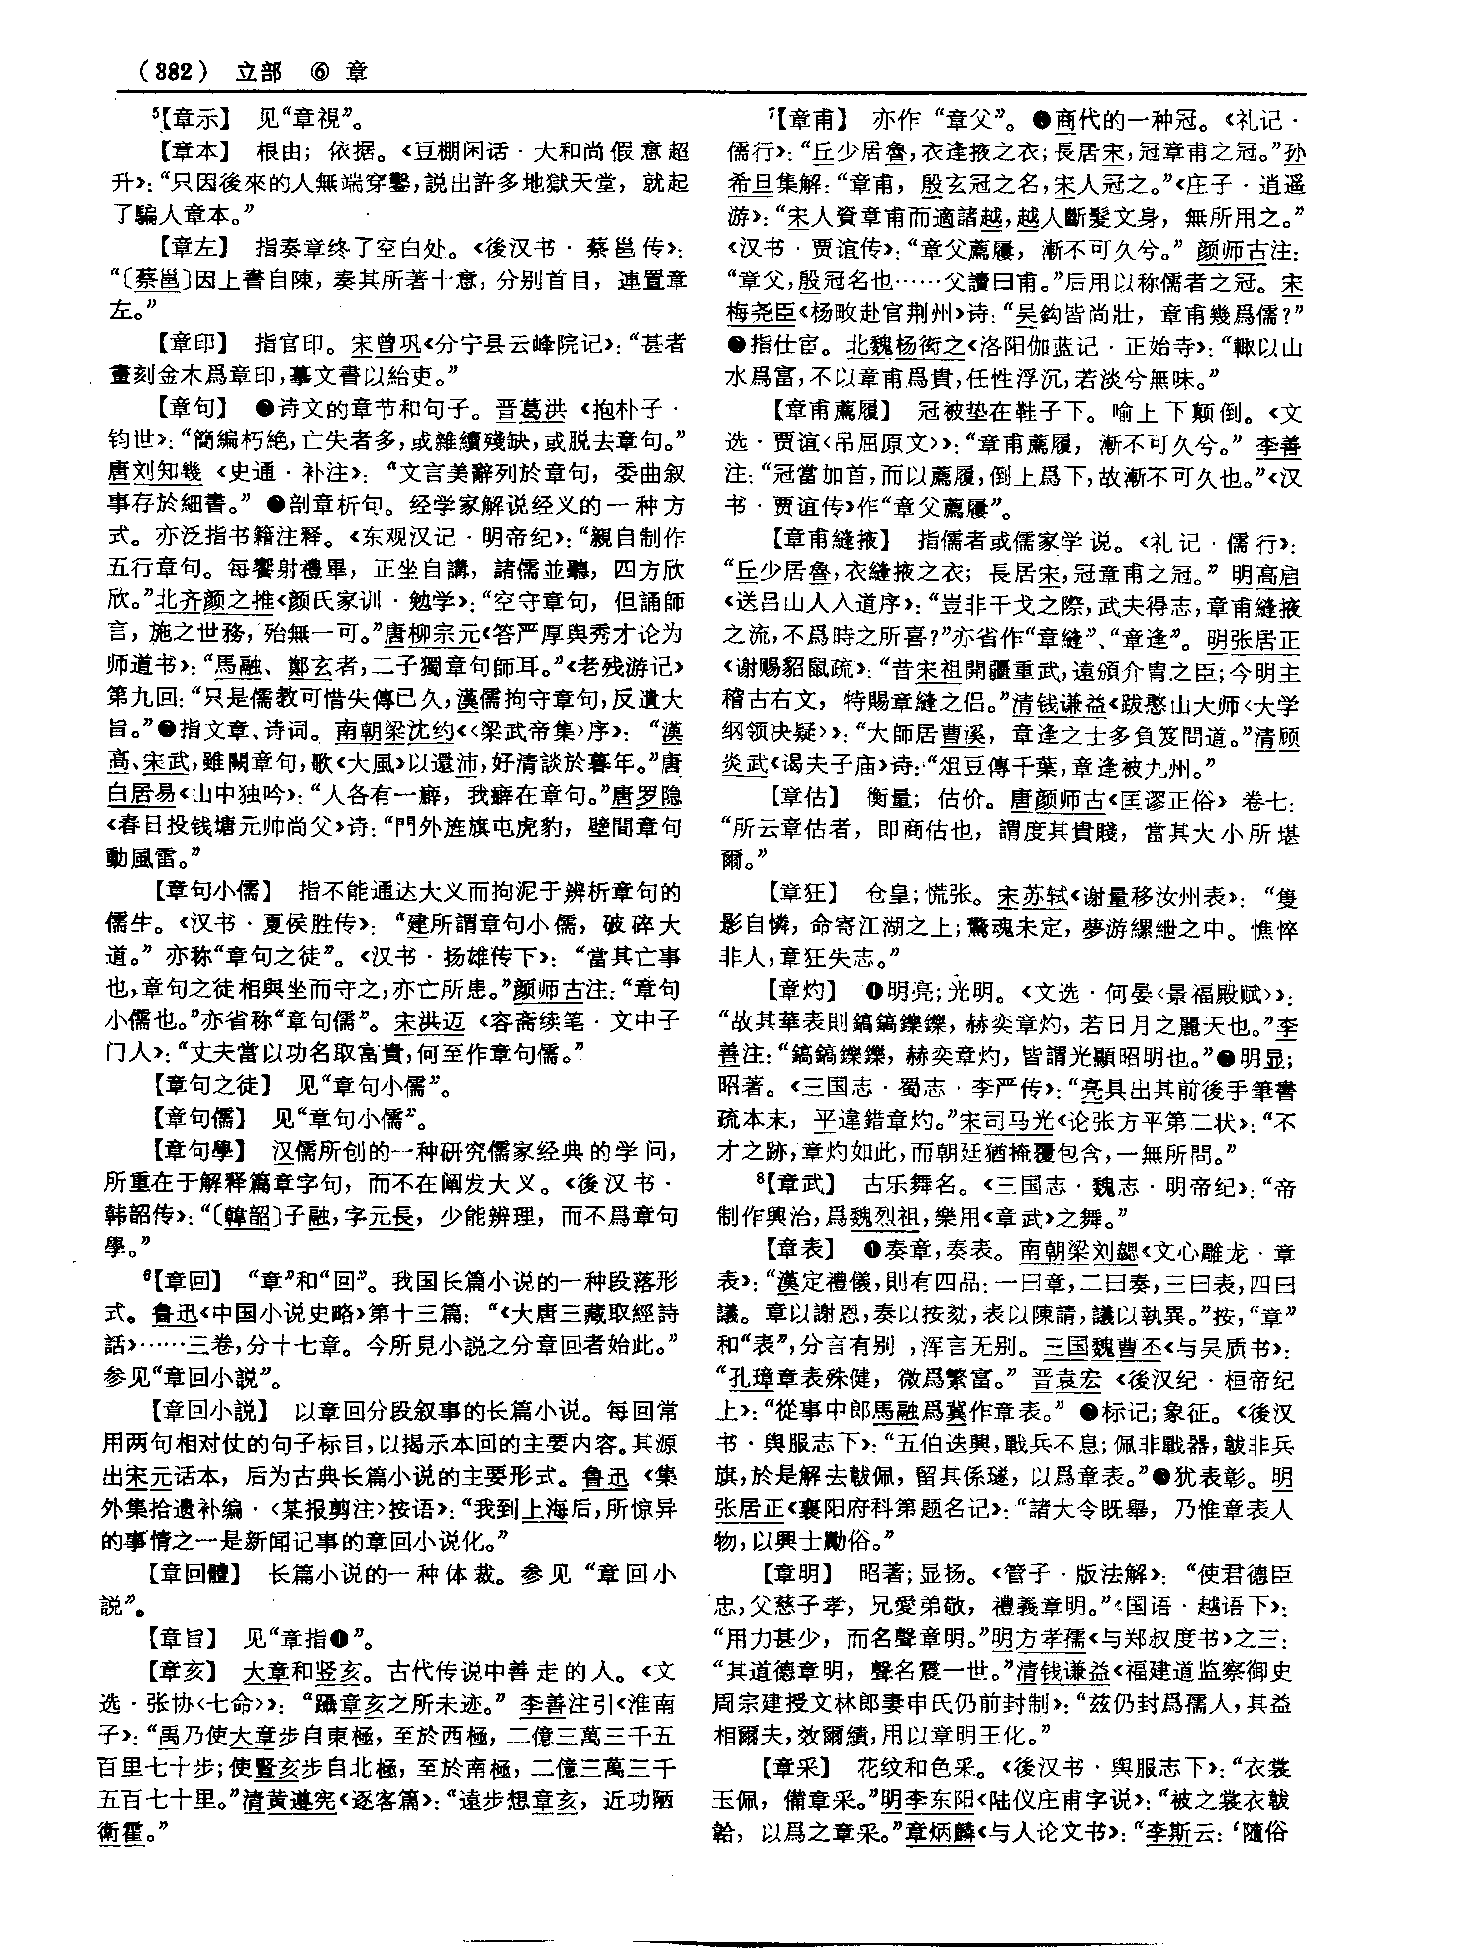 (382) 立部 ⑥ 章
⁵【章示】 见“章視”。
【章本】 根由；依据。《豆棚闲话·大和尚假意超
升》：“只因後來的人無端穿鑿，説出許多地獄天堂，就起
了騙人章本。”
【章左】 指奏章终了空白处。《後汉书·蔡邕传》：
“〔蔡邕〕因上書自陳，奏其所著十意，分别首目，連置章
左。”
【章印】 指官印。宋曾巩《分宁县云峰院记》：“甚者
畫刻金木爲章印，摹文書以紿吏。”
【章句】 ❶诗文的章节和句子。晋葛洪《抱朴子·
钧世》：“簡編朽絶，亡失者多，或雜續殘缺，或脱去章句。”
唐刘知幾《史通·补注》：“文言美辭列於章句，委曲叙
事存於細書。” ❷剖章析句。经学家解说经义的一种方
式。亦泛指书籍注释。《东观汉记·明帝纪》：“親自制作
五行章句。每饗射禮畢，正坐自講，諸儒並聽，四方欣
欣。”北齐颜之推《颜氏家训·勉学》：“空守章句，但誦師
言，施之世務，殆無一可。”唐柳宗元《答严厚舆秀才论为
师道书》：“馬融、鄭玄者，二子獨章句師耳。”《老残游记》
第九回：“只是儒教可惜失傳已久，漢儒拘守章句，反遺大
旨。”❸指文章、诗词。南朝梁沈约《〈梁武帝集〉序》：“漢
高、宋武，雖闕章句，歌《大風》以還沛，好清談於暮年。”唐
白居易《山中独吟》：“人各有一癖，我癖在章句。”唐罗隐
《春日投钱塘元帅尚父》诗：“門外旌旗屯虎豹，壁間章句
動風雷。”
【章句小儒】 指不能通达大义而拘泥于辨析章句的
儒生。《汉书·夏侯胜传》：“建所謂章句小儒，破碎大
道。”亦称“章句之徒”。《汉书·扬雄传下》：“當其亡事
也，章句之徒相與坐而守之，亦亡所患。”颜师古注：“章句
小儒也。”亦省称“章句儒”。宋洪迈《容斋续笔·文中子
门人》：“丈夫當以功名取富貴，何至作章句儒。”
【章句之徒】 见“章句小儒”。
【章句儒】 见“章句小儒”。
【章句學】 汉儒所创的一种研究儒家经典的学问，
所重在于解释篇章字句，而不在阐发大义。《後汉书·
韩韶传》：“〔韓韶〕子融，字元長，少能辨理，而不爲章句
學。”
⁶【章回】 “章”和“回”。我国长篇小说的一种段落形
式。鲁迅《中国小说史略》第十三篇：“《大唐三藏取經詩
話》……三卷，分十七章。今所見小説之分章回者始此。”
参见“章回小説”。
【章回小説】 以章回分段叙事的长篇小说。每回常
用两句相对仗的句子标目，以揭示本回的主要内容。其源
出宋元话本，后为古典长篇小说的主要形式。鲁迅《集
外集拾遗补编·〈某报剪注〉按语》：“我到上海后，所惊异
的事情之一是新闻记事的章回小说化。”
【章回體】 长篇小说的一种体裁。参见“章回小
説”。
【章旨】 见“章指❶”。
【章亥】 大章和竖亥。古代传说中善走的人。《文
选·张协〈七命〉》：“躡章亥之所未迹。”李善注引《淮南
子》：“禹乃使大章步自東極，至於西極，二億三萬三千五
百里七十步；使豎亥步自北極，至於南極，二億三萬三千
五百七十里。”清黄遵宪《逐客篇》：“遠步想章亥，近功陋
衛霍。”
⁷【章甫】 亦作“章父”。❶商代的一种冠。《礼记·
儒行》：“丘少居魯，衣逢掖之衣；長居宋，冠章甫之冠。”孙
希旦集解：“章甫，殷玄冠之名，宋人冠之。”《庄子·逍遥
游》：“宋人資章甫而適諸越，越人斷髮文身，無所用之。”
《汉书·贾谊传》：“章父薦屨，漸不可久兮。”颜师古注：
“章父，殷冠名也……父讀曰甫。”后用以称儒者之冠。宋
梅尧臣《杨畋赴官荆州》诗：“吴鈎皆尚壯，章甫幾爲儒？”
❷指仕宦。北魏杨衒之《洛阳伽蓝记·正始寺》：“輙以山
水爲富，不以章甫爲貴，任性浮沉，若淡兮無味。”
【章甫薦履】 冠被垫在鞋子下。喻上下颠倒。《文
选·贾谊〈吊屈原文〉》：“章甫薦履，漸不可久兮。”李善
注：“冠當加首，而以薦履，倒上爲下，故漸不可久也。”《汉
书·贾谊传》作“章父薦屨”。
【章甫縫掖】 指儒者或儒家学说。《礼记·儒行》：
“丘少居魯，衣縫掖之衣；長居宋，冠章甫之冠。”明高启
《送吕山人入道序》：“豈非干戈之際，武夫得志，章甫縫掖
之流，不爲時之所喜？”亦省作“章縫”、“章逢”。明张居正
《谢赐貂鼠疏》：“昔宋祖開疆重武，遠頒介胄之臣；今明主
稽古右文，特賜章縫之侣。”清钱谦益《跋憨山大师〈大学
纲领决疑〉》：“大師居曹溪，章逢之士多負笈問道。”清顾
炎武《谒夫子庙》诗：“俎豆傳千葉，章逢被九州。”
【章估】 衡量；估价。唐颜师古《匡谬正俗》卷七：
“所云章估者，即商估也，謂度其貴賤，當其大小所堪
爾。”
【章狂】 仓皇；慌张。宋苏轼《谢量移汝州表》：“隻
影自憐，命寄江湖之上；驚魂未定，夢游縲紲之中。憔悴
非人，章狂失志。”
【章灼】 ❶明亮；光明。《文选·何晏〈景福殿赋〉》：
“故其華表則鎬鎬鑠鑠，赫奕章灼，若日月之麗天也。”李
善注：“鎬鎬鑠鑠，赫奕章灼，皆謂光顯昭明也。”❷明显；
昭著。《三国志·蜀志·李严传》：“亮具出其前後手筆書
疏本末，平違錯章灼。”宋司马光《论张方平第二状》：“不
才之跡，章灼如此，而朝廷猶掩覆包含，一無所問。”
⁸【章武】 古乐舞名。《三国志·魏志·明帝纪》：“帝
制作興治，爲魏烈祖，樂用《章武》之舞。”
【章表】 ❶奏章，奏表。南朝梁刘勰《文心雕龙·章
表》：“漢定禮儀，則有四品：一曰章，二曰奏，三曰表，四曰
議。章以謝恩，奏以按劾，表以陳請，議以執異。”按，“章”
和“表”，分言有别，浑言无别。三国魏曹丕《与吴质书》：
“孔璋章表殊健，微爲繁富。”晋袁宏《後汉纪·桓帝纪
上》：“從事中郎馬融爲冀作章表。”❷标记；象征。《後汉
书·舆服志下》：“五伯迭興，戰兵不息；佩非戰器，韍非兵
旗，於是解去韍佩，留其係璲，以爲章表。”❸犹表彰。明
张居正《襄阳府科第题名记》：“諸大令既舉，乃惟章表人
物，以興士勵俗。”
【章明】 昭著；显扬。《管子·版法解》：“使君德臣
忠，父慈子孝，兄愛弟敬，禮義章明。”《国语·越语下》：
“用力甚少，而名聲章明。”明方孝孺《与郑叔度书》之三：
“其道德章明，聲名震一世。”清钱谦益《福建道监察御史
周宗建授文林郎妻申氏仍前封制》：“兹仍封爲孺人，其益
相爾夫，效爾績，用以章明王化。”
【章采】 花纹和色采。《後汉书·舆服志下》：“衣裳
玉佩，備章采。”明李东阳《陆仪庄甫字说》：“被之裳衣韍
韐，以爲之章采。”章炳麟《与人论文书》：“李斯云：‘隨俗